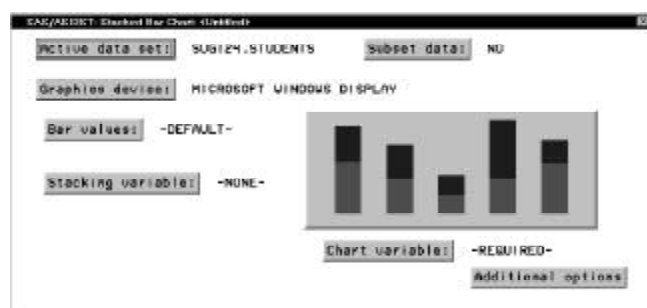 SAS/ASSIST: Stacked Bar Chart (Untitled)
Active data set: SUGI24.STUDENTS Subset data: NO
Graphics device: MICROSOFT WINDOWS DISPLAY
Bar values: -DEFAULT-
Stacking variable: -NONE-
Chart variable: -REQUIRED-
Additional options